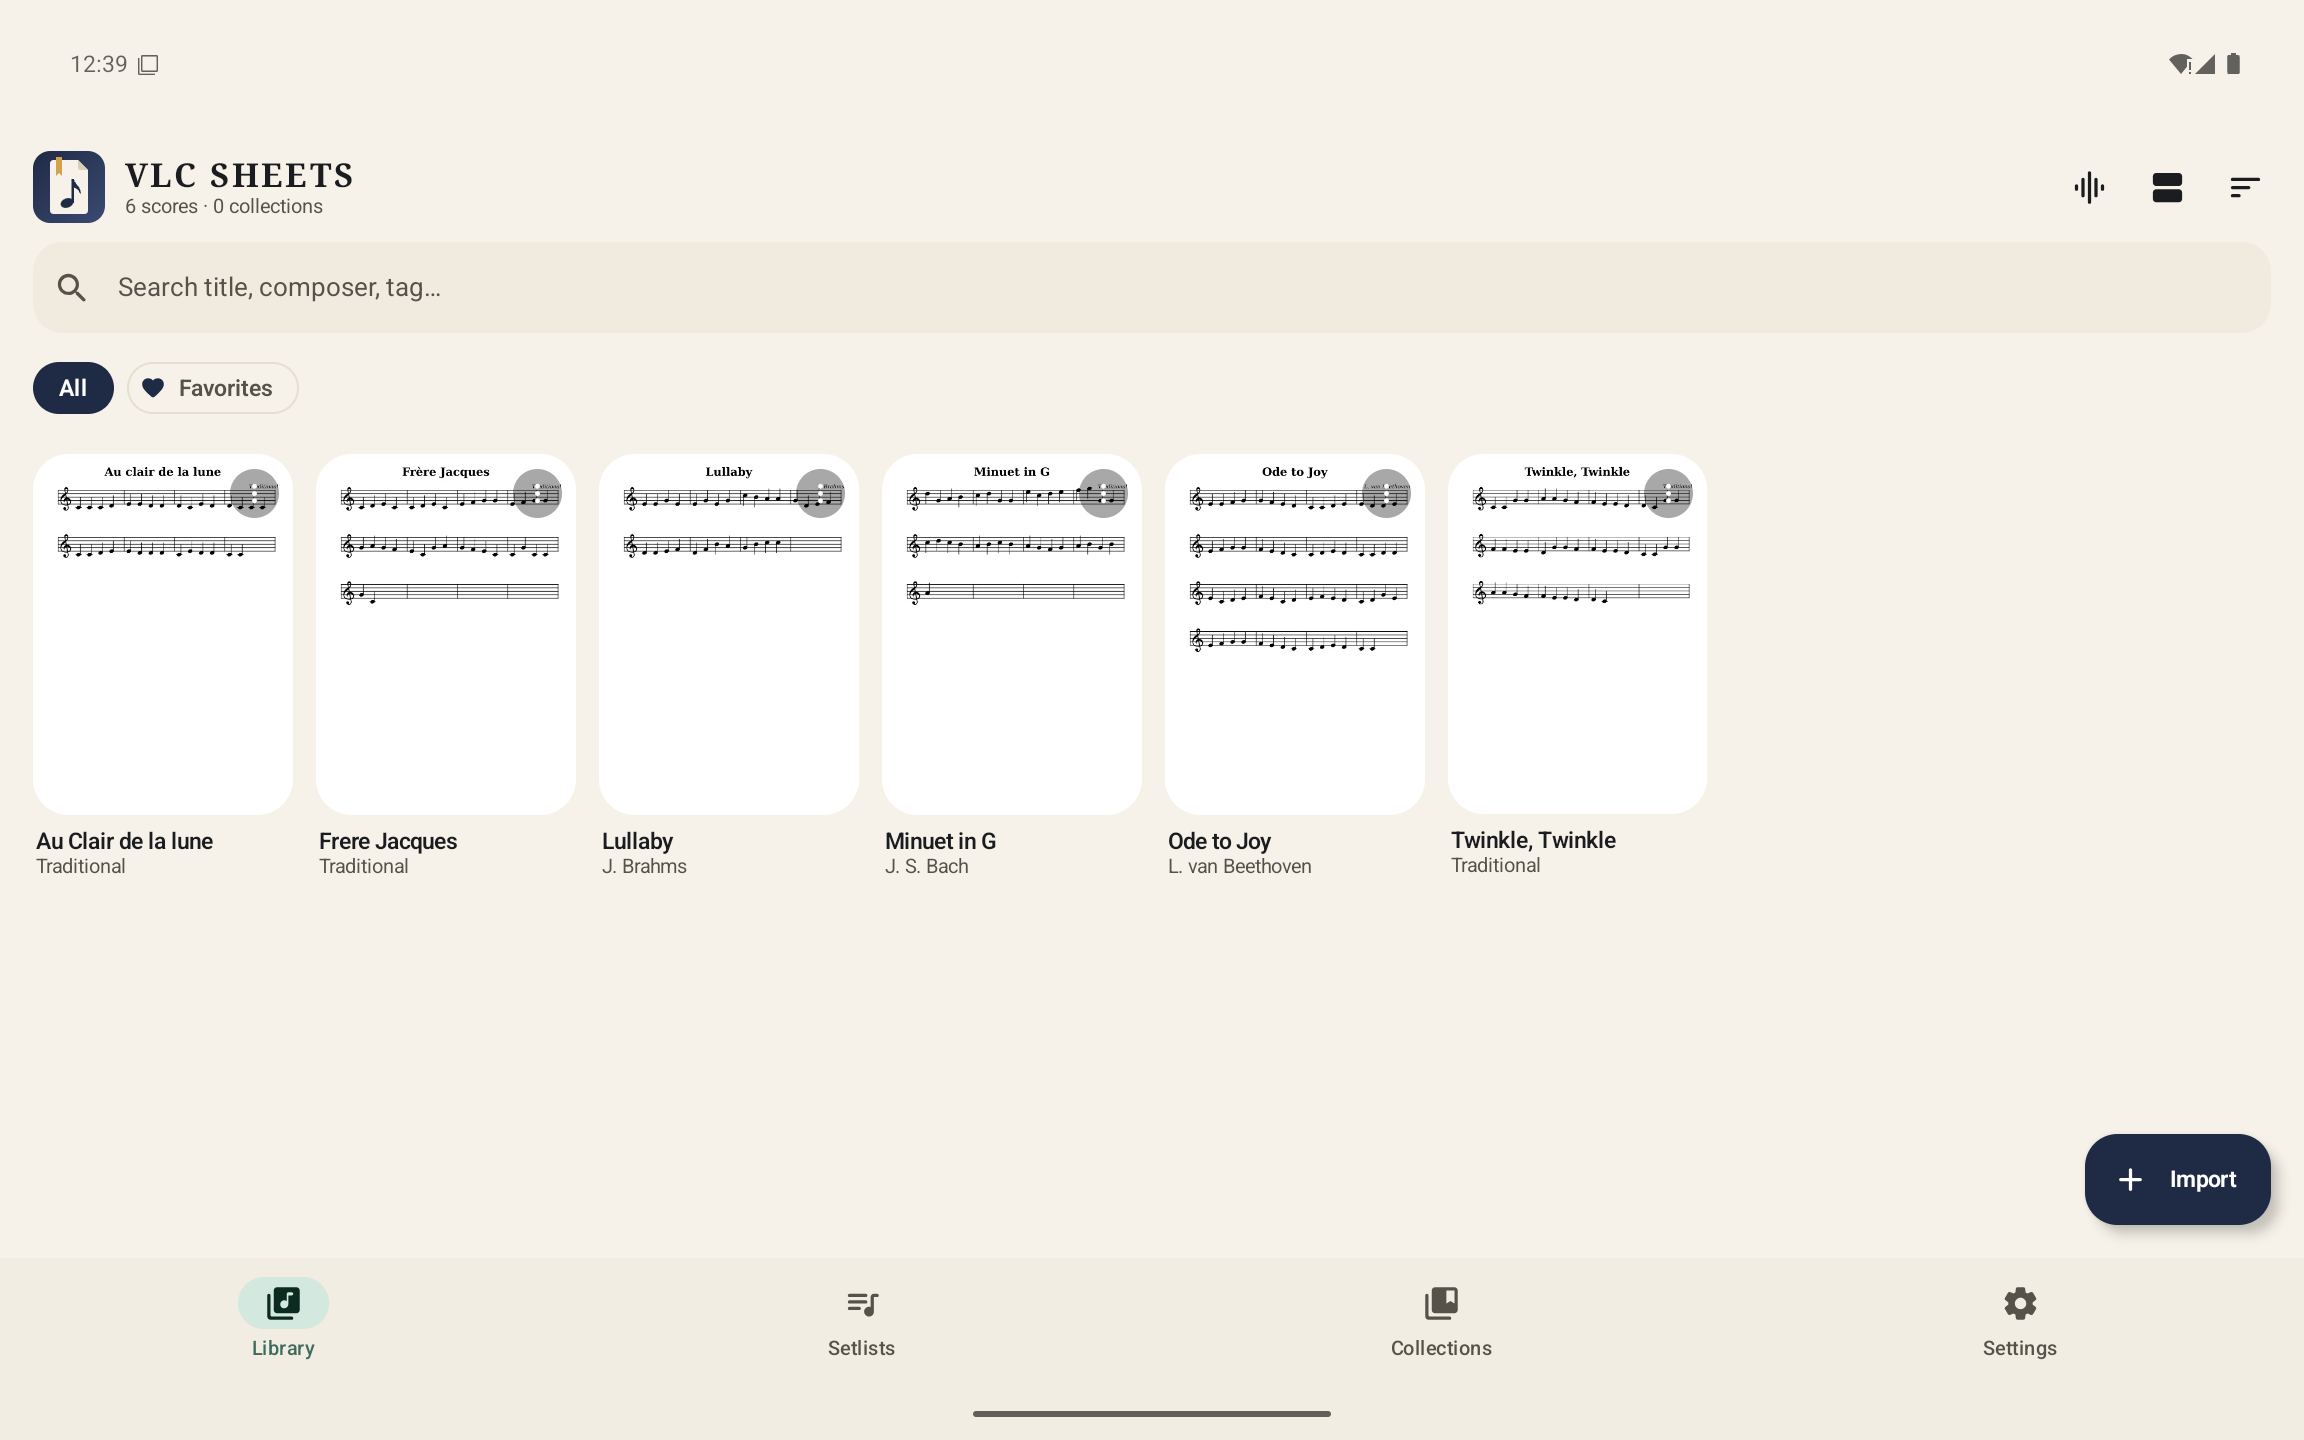 12:39
VLC SHEETS
6 scores · 0 collections
Search title, composer, tag...
All
Favorites
Au clair de la lune
Frère Jacques
Lullaby
Minuet in G
Ode to Joy
Twinkle, Twinkle
Au Clair de la lune
Traditional
Frere Jacques
Traditional
Lullaby
J. Brahms
Minuet in G
J. S. Bach
Ode to Joy
L. van Beethoven
Twinkle, Twinkle
Traditional
Import
Library
Setlists
Collections
Settings